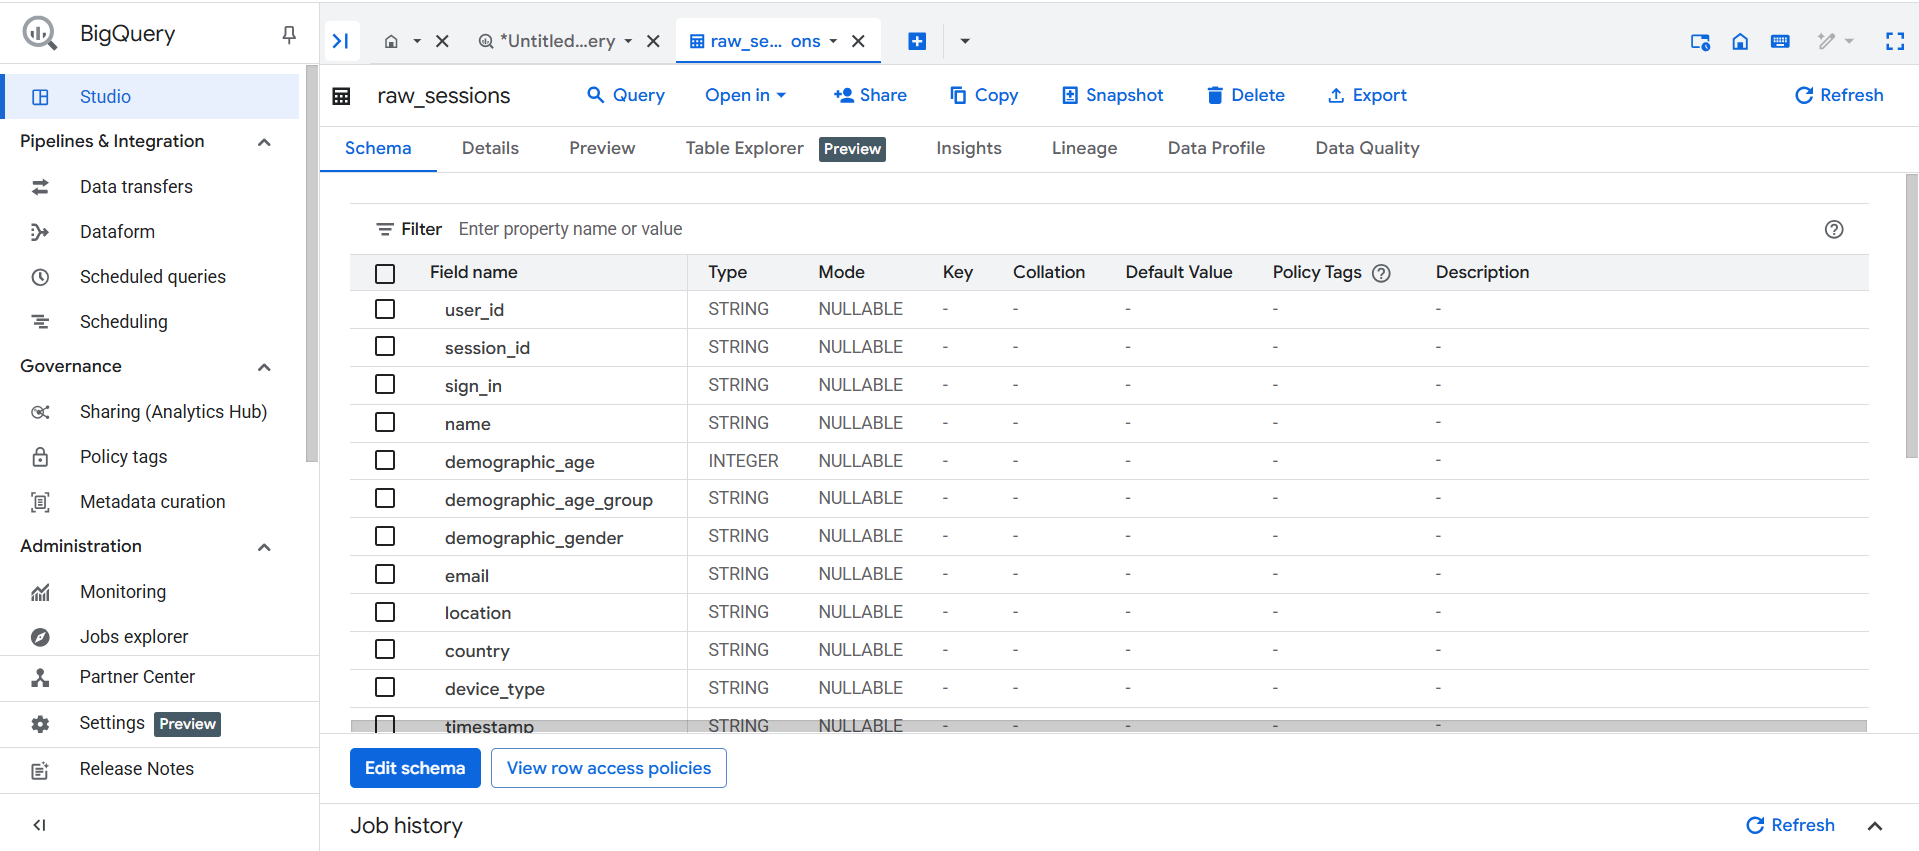 BigQuery
*Untitled...ery
raw_se... ons
Studio
Pipelines & Integration
Data transfers
Dataform
Scheduled queries
Scheduling
Governance
Sharing (Analytics Hub)
Policy tags
Metadata curation
Administration
Monitoring
Jobs explorer
Partner Center
Settings Preview
Release Notes
raw_sessions Query Open in Share Copy Snapshot Delete Export Refresh
Schema Details Preview Table Explorer Preview Insights Lineage Data Profile Data Quality
Filter Enter property name or value
Field name Type Mode Key Collation Default Value Policy Tags Description
user_id STRING NULLABLE - - - - -
session_id STRING NULLABLE - - - - -
sign_in STRING NULLABLE - - - - -
name STRING NULLABLE - - - - -
demographic_age INTEGER NULLABLE - - - - -
demographic_age_group STRING NULLABLE - - - - -
demographic_gender STRING NULLABLE - - - - -
email STRING NULLABLE - - - - -
location STRING NULLABLE - - - - -
country STRING NULLABLE - - - - -
device_type STRING NULLABLE - - - - -
timestamp STRING NULLABLE - - - - -
Edit schema View row access policies
Job history Refresh